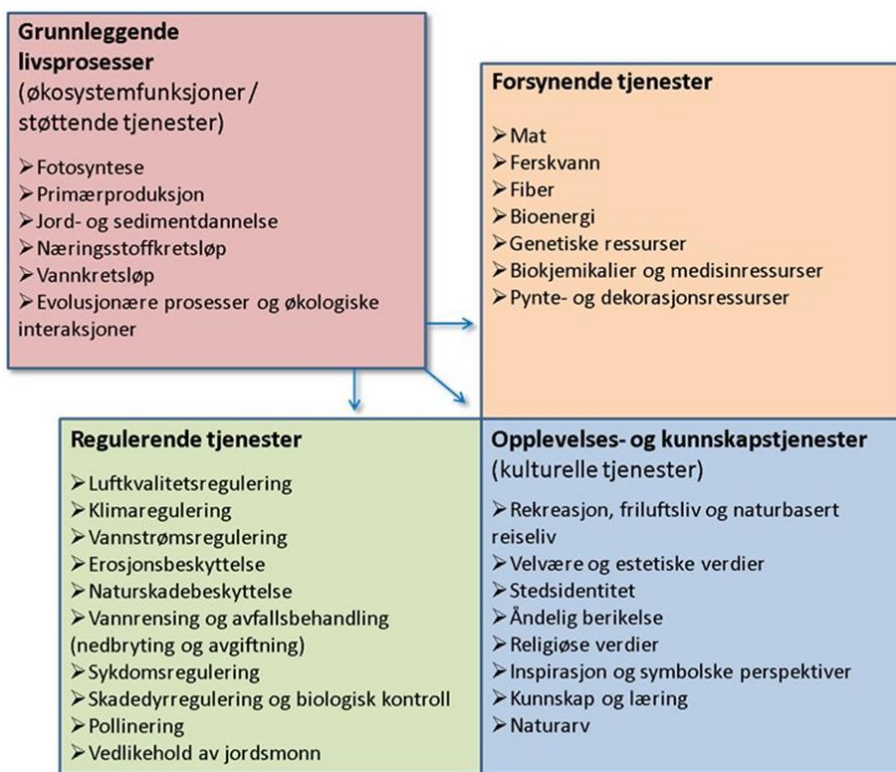 Grunnleggende
livsprosesser
(økosystemfunksjoner /
støttende tjenester)
➢Fotosyntese
➢Primærproduksjon
➢Jord- og sedimentdannelse
➢Næringsstoffkretsløp
➢Vannkretsløp
➢Evolusjonære prosesser og økologiske
interaksjoner
Forsynende tjenester
➢Mat
➢Ferskvann
➢Fiber
➢Bioenergi
➢Genetiske ressurser
➢Biokjemikalier og medisinressurser
➢Pynte- og dekorasjonsressurser
Regulerende tjenester
➢Luftkvalitetsregulering
➢Klimaregulering
➢Vannstrømsregulering
➢Erosjonsbeskyttelse
➢Naturskadebeskyttelse
➢Vannrensing og avfallsbehandling
(nedbryting og avgiftning)
➢Sykdomsregulering
➢Skadedyrregulering og biologisk kontroll
➢Pollinering
➢Vedlikehold av jordsmonn
Opplevelses- og kunnskapstjenester
(kulturelle tjenester)
➢Rekreasjon, friluftsliv og naturbasert
reiseliv
➢Velvære og estetiske verdier
➢Stedsidentitet
➢Åndelig berikelse
➢Religiøse verdier
➢Inspirasjon og symbolske perspektiver
➢Kunnskap og læring
➢Naturarv